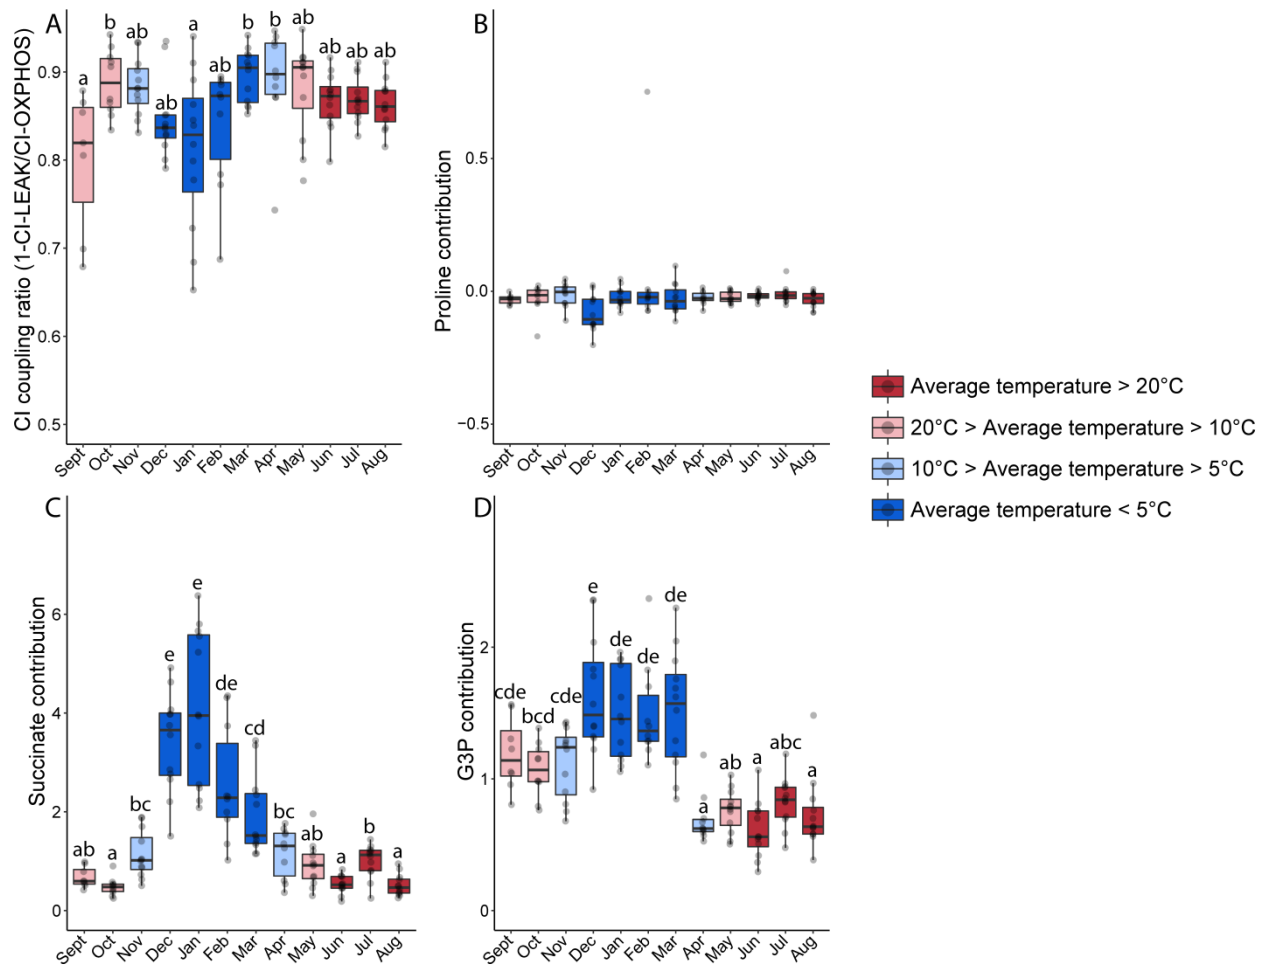 A
CI coupling ratio (1-CI-LEAK/CI-OXPHOS)
0.9
0.8
0.7
0.6
0.5
a b ab ab a ab b b ab ab ab ab
Sept Oct Nov Dec Jan Feb Mar Apr May Jun Jul Aug
B
Proline contribution
0.5
0.0
−0.5
Sept Oct Nov Dec Jan Feb Mar Apr May Jun Jul Aug
Average temperature > 20°C
20°C > Average temperature > 10°C
10°C > Average temperature > 5°C
Average temperature < 5°C
C
Succinate contribution
6
4
2
0
ab a bc e e de cd bc ab a b a
Sept Oct Nov Dec Jan Feb Mar Apr May Jun Jul Aug
D
G3P contribution
2
1
0
cde bcd cde e de de de a ab a abc a
Sept Oct Nov Dec Jan Feb Mar Apr May Jun Jul Aug